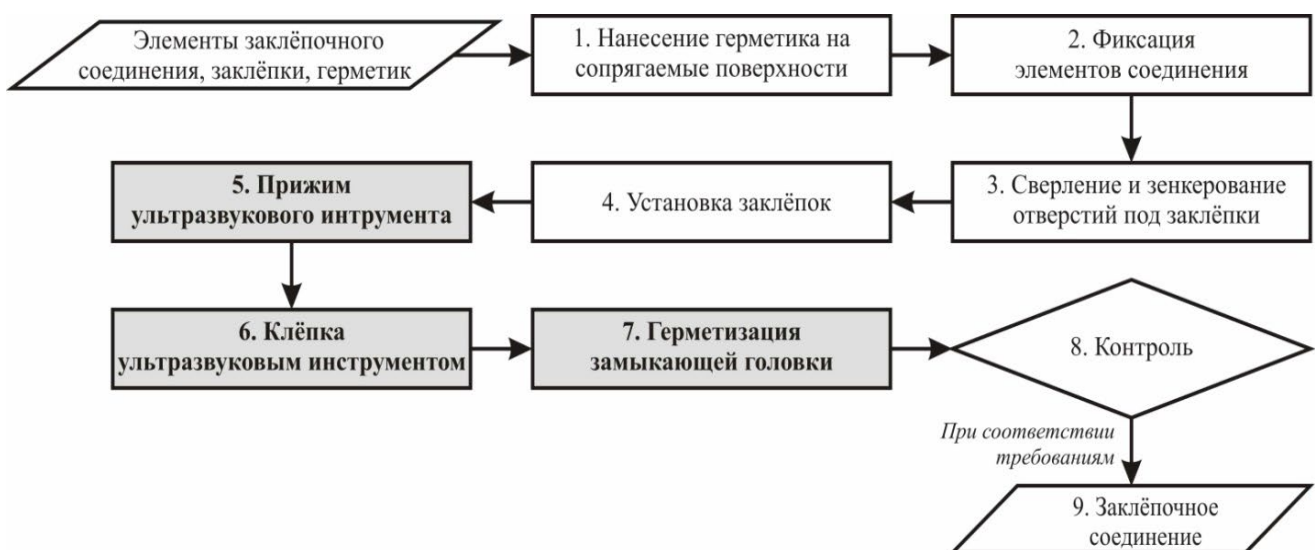 Элементы заклёпочного
соединения, заклёпки, герметик
1. Нанесение герметика на
сопрягаемые поверхности
2. Фиксация
элементов соединения
3. Сверление и зенкерование
отверстий под заклёпки
4. Установка заклёпок
5. Прижим
ультразвукового интрумента
6. Клёпка
ультразвуковым инструментом
7. Герметизация
замыкающей головки
8. Контроль
При соответствии
требованиям
9. Заклёпочное
соединение